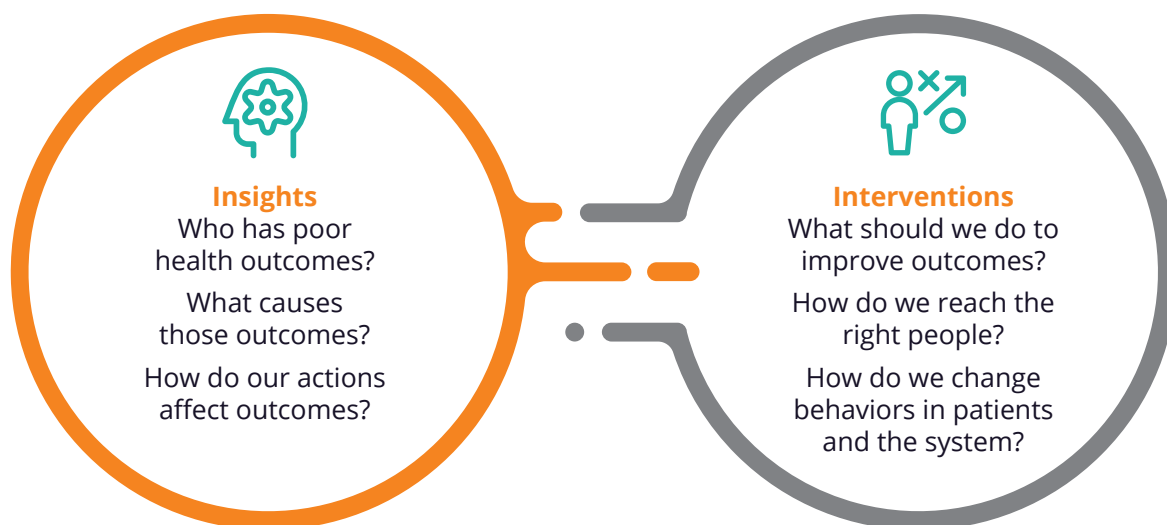 Insights
Who has poor
health outcomes?
What causes
those outcomes?
How do our actions
affect outcomes?
Interventions
What should we do to
improve outcomes?
How do we reach the
right people?
How do we change
behaviors in patients
and the system?